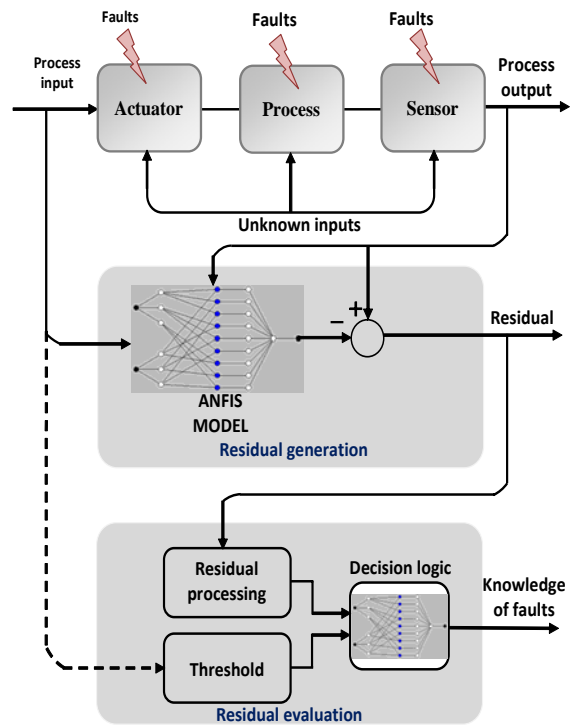 Faults
Faults
Faults
Process
input
Process
output
Actuator
Process
Sensor
Unknown inputs
+
−
Residual
ANFIS
MODEL
Residual generation
Residual
processing
Decision logic
Knowledge
of faults
Threshold
Residual evaluation